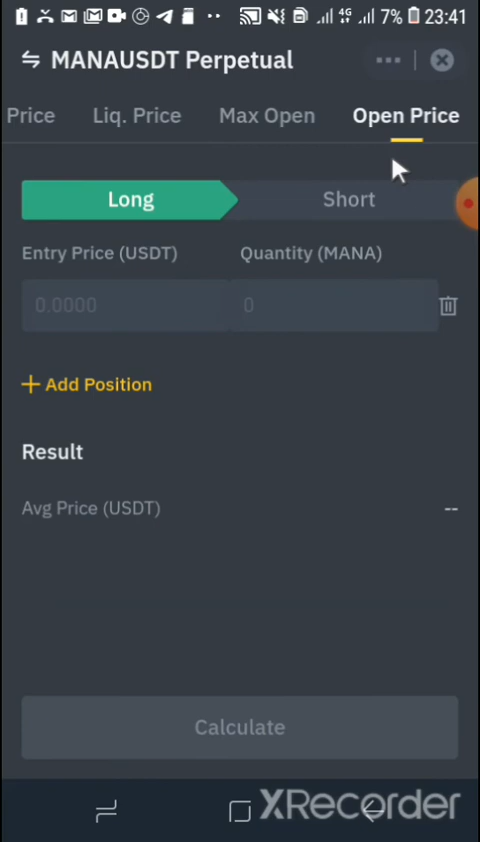 4G 7% 23:41
MANAUSDT Perpetual
Price Liq. Price Max Open Open Price
Long Short
Entry Price (USDT) Quantity (MANA)
0.0000 0
+ Add Position
Result
Avg Price (USDT) --
Calculate
XRecorder